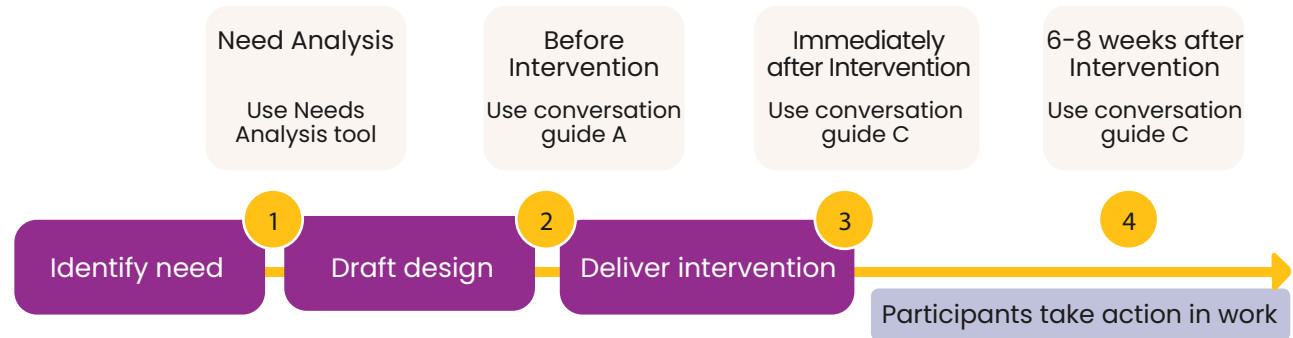 Need Analysis
Use Needs
Analysis tool
Before
Intervention
Use conversation
guide A
Immediately
after Intervention
Use conversation
guide C
6-8 weeks after
Intervention
Use conversation
guide C
1
2
3
4
Identify need
Draft design
Deliver intervention
Participants take action in work